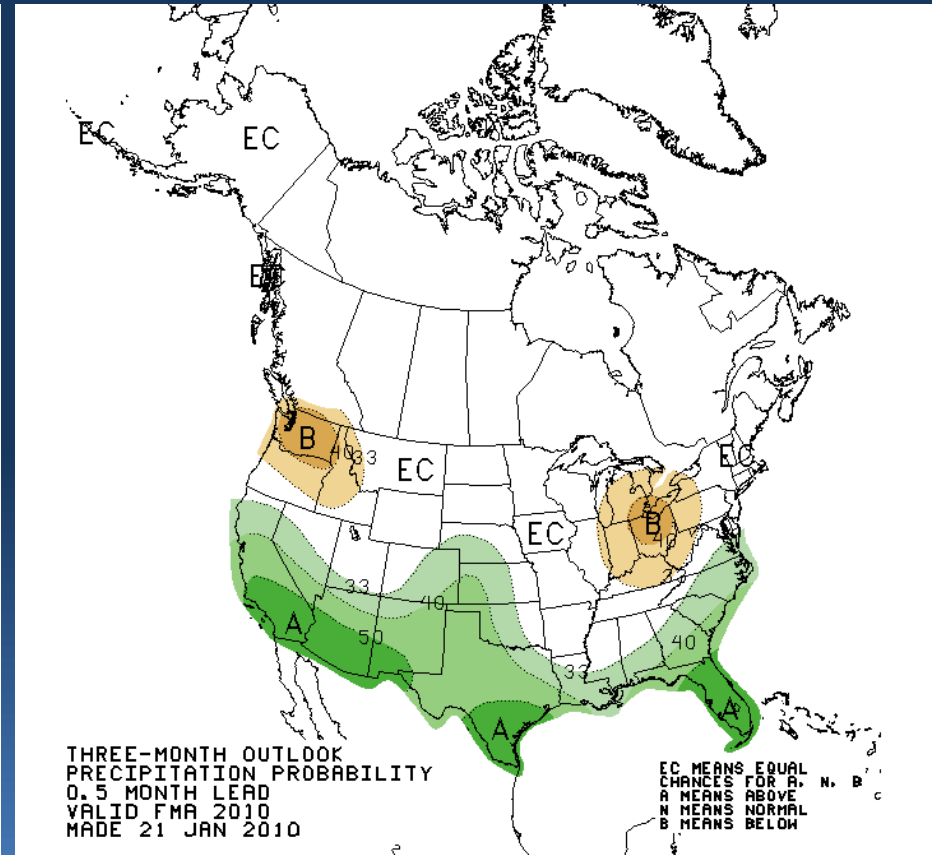 EC
EC
EC
B
40
33
EC
EC
EC
B
40
33
33
40
A
50
40
33
A
A
THREE-MONTH OUTLOOK
PRECIPITATION PROBABILITY
0.5 MONTH LEAD
VALID FMA 2010
MADE 21 JAN 2010
EC MEANS EQUAL
CHANCES FOR A, N, B
A MEANS ABOVE
N MEANS NORMAL
B MEANS BELOW